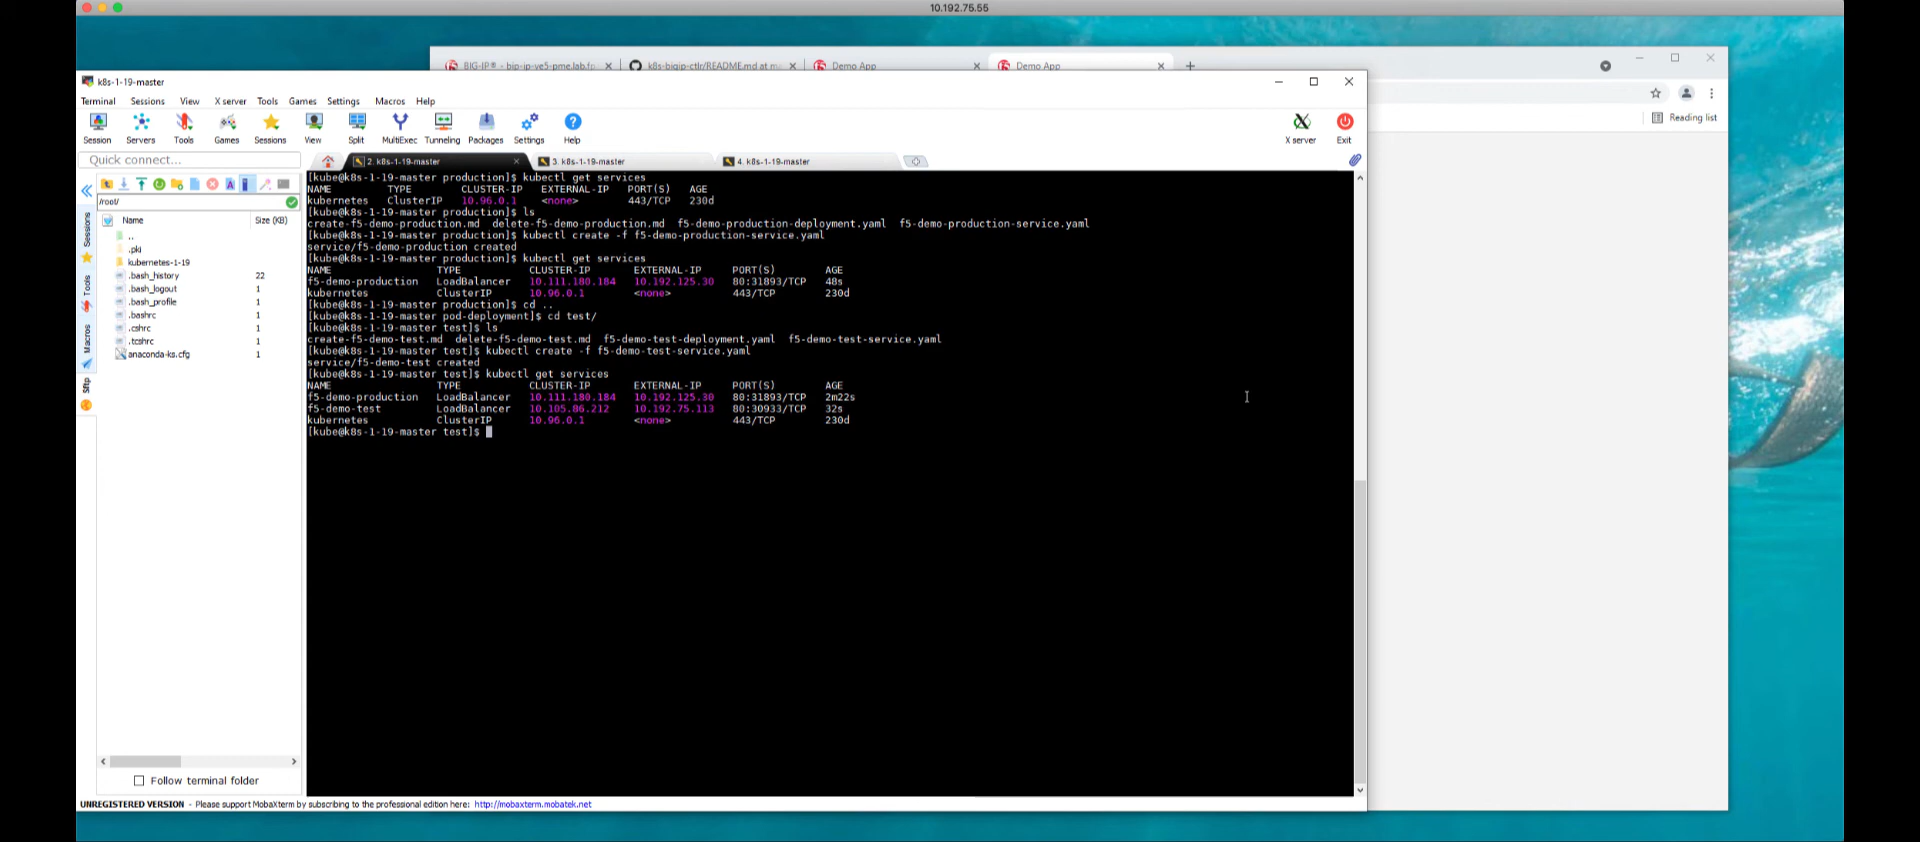 10.192.75.55
BIG-IP® - bip-ip-ve5-pme.lab.fp
k8s-bigip-ctlr/README.md at ma
Demo App
Demo App
k8s-1-19-master
Terminal Sessions View X server Tools Games Settings Macros Help
Session Servers Tools Games Sessions View Split MultiExec Tunneling Packages Settings Help X server Exit
Reading list
Quick connect...
2. k8s-1-19-master
3. k8s-1-19-master
4. k8s-1-19-master
/root/
Name Size (KB)
..
.pki
kubernetes-1-19
.bash_history 22
.bash_logout 1
.bash_profile 1
.bashrc 1
.cshrc 1
.tcshrc 1
anaconda-ks.cfg 1
Sessions
Tools
Macros
Sftp
[kube@k8s-1-19-master production]$ kubectl get services
NAME TYPE CLUSTER-IP EXTERNAL-IP PORT(S) AGE
kubernetes ClusterIP 10.96.0.1 <none> 443/TCP 230d
[kube@k8s-1-19-master production]$ ls
create-f5-demo-production.md delete-f5-demo-production.md f5-demo-production-deployment.yaml f5-demo-production-service.yaml
[kube@k8s-1-19-master production]$ kubectl create -f f5-demo-production-service.yaml
service/f5-demo-production created
[kube@k8s-1-19-master production]$ kubectl get services
NAME TYPE CLUSTER-IP EXTERNAL-IP PORT(S) AGE
f5-demo-production LoadBalancer 10.111.180.184 10.192.125.30 80:31893/TCP 48s
kubernetes ClusterIP 10.96.0.1 <none> 443/TCP 230d
[kube@k8s-1-19-master production]$ cd ..
[kube@k8s-1-19-master pod-deployment]$ cd test/
[kube@k8s-1-19-master test]$ ls
create-f5-demo-test.md delete-f5-demo-test.md f5-demo-test-deployment.yaml f5-demo-test-service.yaml
[kube@k8s-1-19-master test]$ kubectl create -f f5-demo-test-service.yaml
service/f5-demo-test created
[kube@k8s-1-19-master test]$ kubectl get services
NAME TYPE CLUSTER-IP EXTERNAL-IP PORT(S) AGE
f5-demo-production LoadBalancer 10.111.180.184 10.192.125.30 80:31893/TCP 2m22s
f5-demo-test LoadBalancer 10.105.86.212 10.192.75.113 80:30933/TCP 32s
kubernetes ClusterIP 10.96.0.1 <none> 443/TCP 230d
[kube@k8s-1-19-master test]$
Follow terminal folder
UNREGISTERED VERSION - Please support MobaXterm by subscribing to the professional edition here: http://mobaxterm.mobatek.net